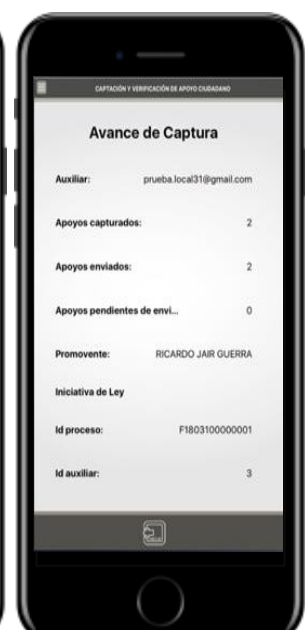 CAPTACIÓN Y VERIFICACIÓN DE APOYO CIUDADANO
Avance de Captura
Auxiliar: prueba.local31@gmail.com
Apoyos capturados: 2
Apoyos enviados: 2
Apoyos pendientes de envi... 0
Promovente: RICARDO JAIR GUERRA
Iniciativa de Ley
Id proceso: F1803100000001
Id auxiliar: 3